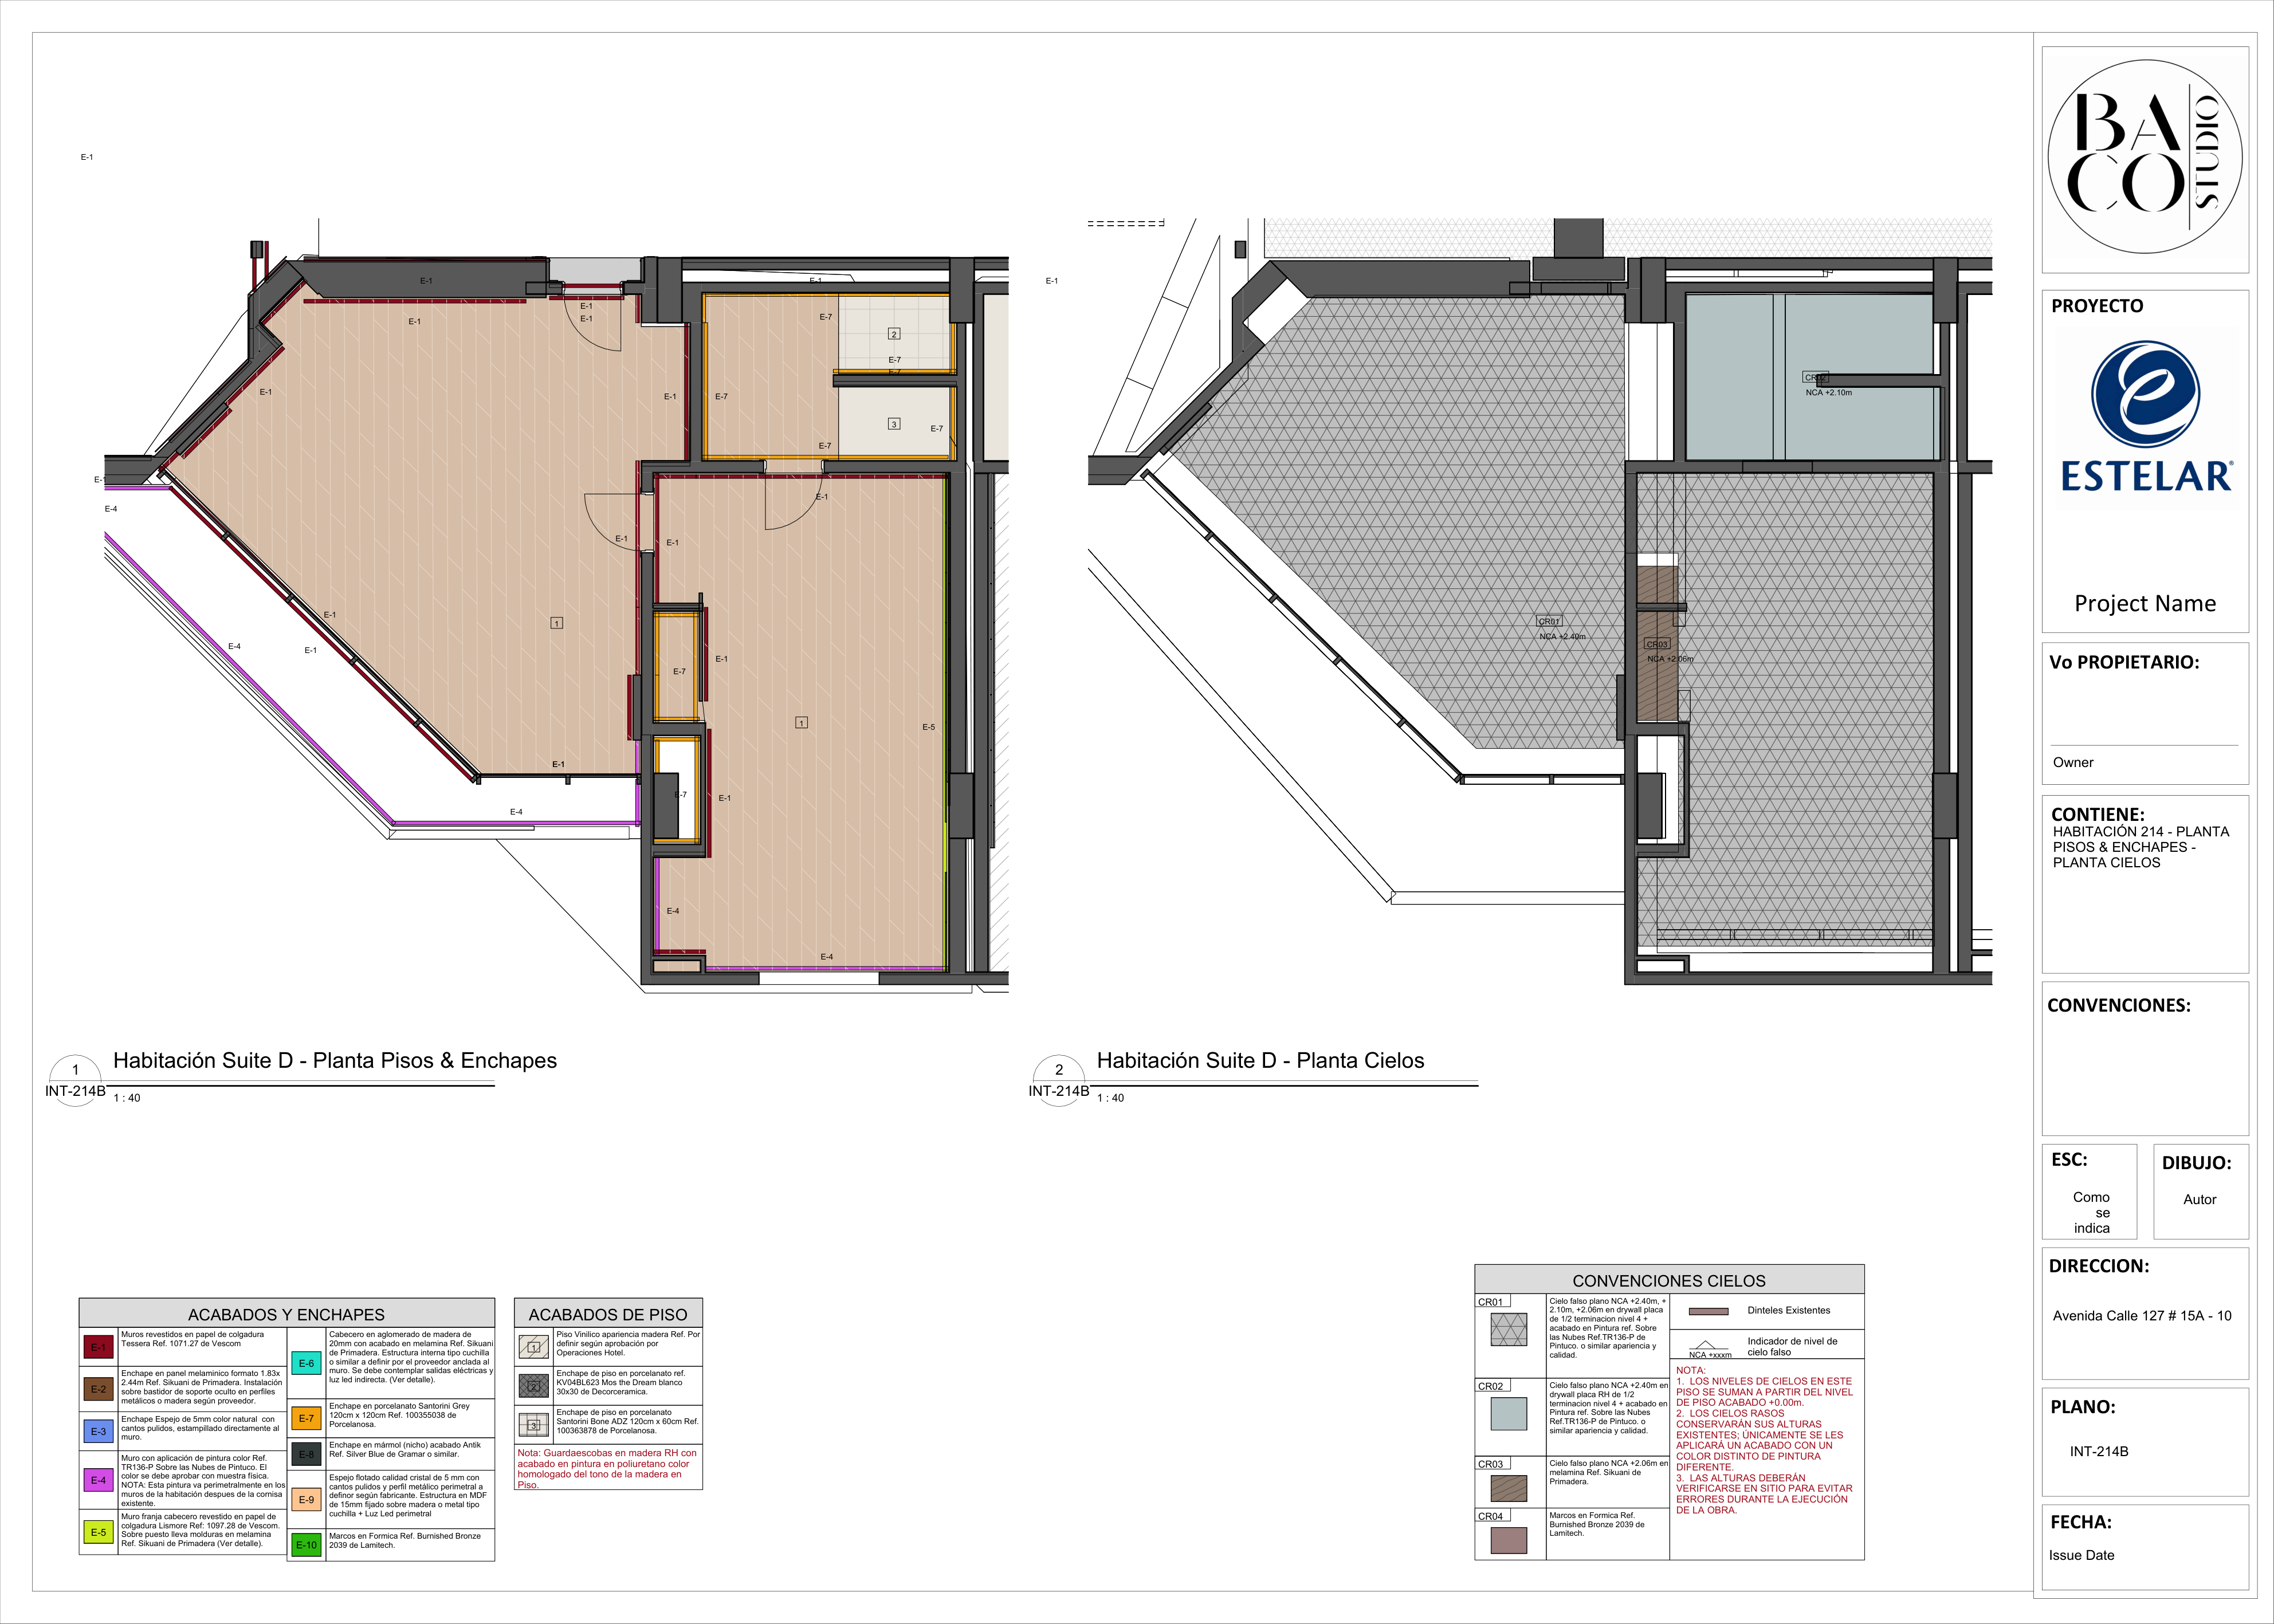 E-1
E-1
E-1
E-1
E-1
E-1
E-1
E-1
E-1
E-7
2
E-7
E-7
E-7
3
E-7
E-7
E-1
E-1
E-1
E-4
E-1
E-1
E-4
E-1
E-1
1
E-1
E-7
1
E-5
E-1
E-7
E-1
E-4
E-4
E-4
CR02
NCA +2.10m
CR01
NCA +2.40m
CR03
NCA +2.06m
1
INT-214B
Habitación Suite D - Planta Pisos & Enchapes
1 : 40
2
INT-214B
Habitación Suite D - Planta Cielos
1 : 40
ACABADOS Y ENCHAPES
E-1
Muros revestidos en papel de colgadura
Tessera Ref. 1071.27 de Vescom
E-2
Enchape en panel melaminico formato 1.83x
2.44m Ref. Sikuani de Primadera. Instalación
sobre bastidor de soporte oculto en perfiles
metálicos o madera según proveedor.
E-3
Enchape Espejo de 5mm color natural con
cantos pulidos, estampillado directamente al
muro.
E-4
Muro con aplicación de pintura color Ref.
TR136-P Sobre las Nubes de Pintuco. El
color se debe aprobar con muestra física.
NOTA: Esta pintura va perimetralmente en los
muros de la habitación despues de la cornisa
existente.
E-5
Muro franja cabecero revestido en papel de
colgadura Lismore Ref: 1097.28 de Vescom.
Sobre puesto lleva molduras en melamina
Ref. Sikuani de Primadera (Ver detalle).
E-6
Cabecero en aglomerado de madera de
20mm con acabado en melamina Ref. Sikuani
de Primadera. Estructura interna tipo cuchilla
o similar a definir por el proveedor anclada al
muro. Se debe contemplar salidas eléctricas y
luz led indirecta. (Ver detalle).
E-7
Enchape en porcelanato Santorini Grey
120cm x 120cm Ref. 100355038 de
Porcelanosa.
E-8
Enchape en mármol (nicho) acabado Antik
Ref. Silver Blue de Gramar o similar.
E-9
Espejo flotado calidad cristal de 5 mm con
cantos pulidos y perfil metálico perimetral a
definor según fabricante. Estructura en MDF
de 15mm fijado sobre madera o metal tipo
cuchilla + Luz Led perimetral
E-10
Marcos en Formica Ref. Burnished Bronze
2039 de Lamitech.
ACABADOS DE PISO
1
Piso Vinilico apariencia madera Ref. Por
definir según aprobación por
Operaciones Hotel.
2
Enchape de piso en porcelanato ref.
KV04BL623 Mos the Dream blanco
30x30 de Decorceramica.
3
Enchape de piso en porcelanato
Santorini Bone ADZ 120cm x 60cm Ref.
100363878 de Porcelanosa.
Nota: Guardaescobas en madera RH con
acabado en pintura en poliuretano color
homologado del tono de la madera en
Piso.
CONVENCIONES CIELOS
CR01
Cielo falso plano NCA +2.40m, +
2.10m, +2.06m en drywall placa
de 1/2 terminacion nivel 4 +
acabado en Pintura ref. Sobre
las Nubes Ref.TR136-P de
Pintuco. o similar apariencia y
calidad.
CR02
Cielo falso plano NCA +2.40m en
drywall placa RH de 1/2
terminacion nivel 4 + acabado en
Pintura ref. Sobre las Nubes
Ref.TR136-P de Pintuco. o
similar apariencia y calidad.
CR03
Cielo falso plano NCA +2.06m en
melamina Ref. Sikuani de
Primadera.
CR04
Marcos en Formica Ref.
Burnished Bronze 2039 de
Lamitech.
Dinteles Existentes
NCA +xxxm
Indicador de nivel de
cielo falso
NOTA:
1. LOS NIVELES DE CIELOS EN ESTE
PISO SE SUMAN A PARTIR DEL NIVEL
DE PISO ACABADO +0.00m.
2. LOS CIELOS RASOS
CONSERVARÁN SUS ALTURAS
EXISTENTES; ÚNICAMENTE SE LES
APLICARÁ UN ACABADO CON UN
COLOR DISTINTO DE PINTURA
DIFERENTE.
3. LAS ALTURAS DEBERÁN
VERIFICARSE EN SITIO PARA EVITAR
ERRORES DURANTE LA EJECUCIÓN
DE LA OBRA.
BA
CO
STUDIO
PROYECTO
ESTELAR®
Project Name
Vo PROPIETARIO:
Owner
CONTIENE:
HABITACIÓN 214 - PLANTA
PISOS & ENCHAPES -
PLANTA CIELOS
CONVENCIONES:
ESC:
Como
se
indica
DIBUJO:
Autor
DIRECCION:
Avenida Calle 127 # 15A - 10
PLANO:
INT-214B
FECHA:
Issue Date